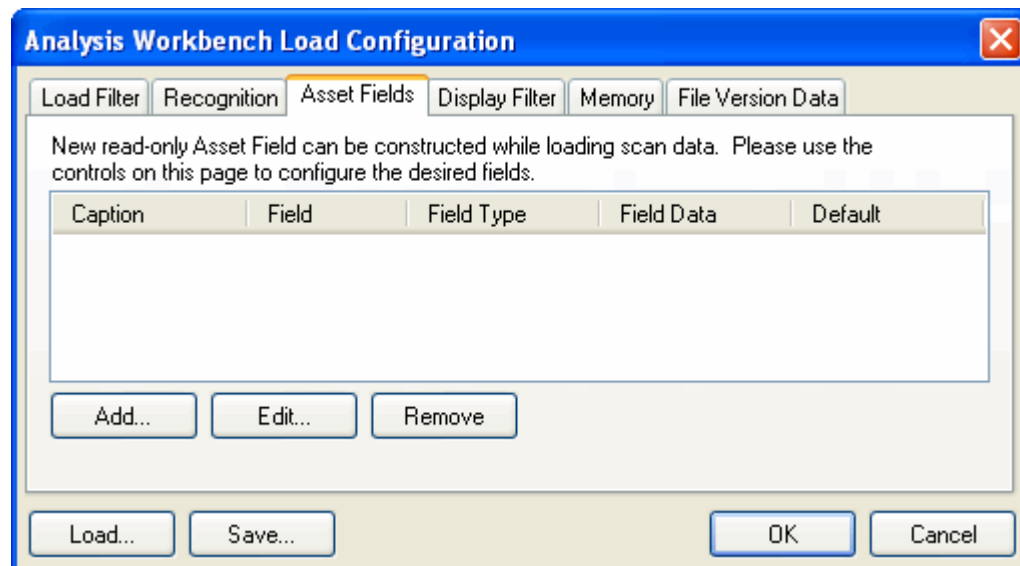 Analysis Workbench Load Configuration
Load Filter Recognition Asset Fields Display Filter Memory File Version Data
New read-only Asset Field can be constructed while loading scan data. Please use the
controls on this page to configure the desired fields.
Caption Field Field Type Field Data Default
Add... Edit... Remove
Load... Save... OK Cancel